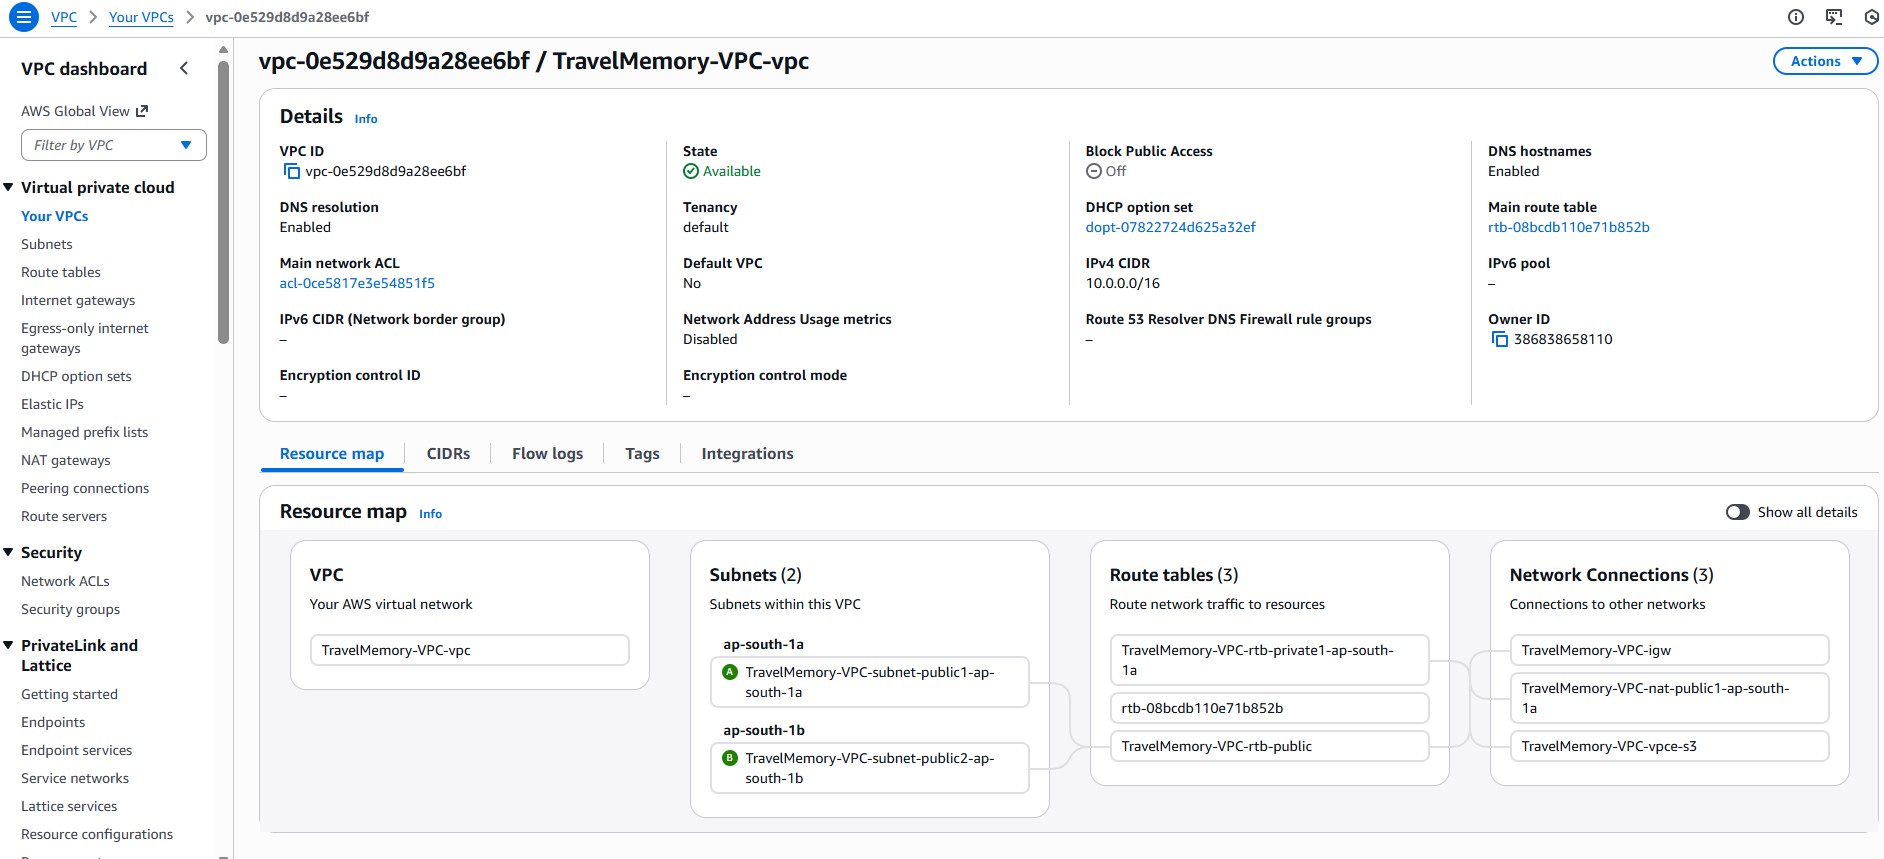 VPC
Your VPCs
vpc-0e529d8d9a28ee6bf
VPC dashboard
AWS Global View
Filter by VPC
Virtual private cloud
Your VPCs
Subnets
Route tables
Internet gateways
Egress-only internet
gateways
DHCP option sets
Elastic IPs
Managed prefix lists
NAT gateways
Peering connections
Route servers
Security
Network ACLs
Security groups
PrivateLink and
Lattice
Getting started
Endpoints
Endpoint services
Service networks
Lattice services
Resource configurations
vpc-0e529d8d9a28ee6bf / TravelMemory-VPC-vpc
Actions
Details Info
VPC ID
vpc-0e529d8d9a28ee6bf
State
Available
Block Public Access
Off
DNS hostnames
Enabled
DNS resolution
Enabled
Tenancy
default
DHCP option set
dopt-07822724d625a32ef
Main route table
rtb-08bcdb110e71b852b
Main network ACL
acl-0ce5817e3e54851f5
Default VPC
No
IPv4 CIDR
10.0.0.0/16
IPv6 pool
–
IPv6 CIDR (Network border group)
–
Network Address Usage metrics
Disabled
Route 53 Resolver DNS Firewall rule groups
–
Owner ID
386838658110
Encryption control ID
–
Encryption control mode
–
Resource map
CIDRs
Flow logs
Tags
Integrations
Resource map Info
Show all details
VPC
Your AWS virtual network
TravelMemory-VPC-vpc
Subnets (2)
Subnets within this VPC
ap-south-1a
A TravelMemory-VPC-subnet-public1-ap-
south-1a
ap-south-1b
B TravelMemory-VPC-subnet-public2-ap-
south-1b
Route tables (3)
Route network traffic to resources
TravelMemory-VPC-rtb-private1-ap-south-
1a
rtb-08bcdb110e71b852b
TravelMemory-VPC-rtb-public
Network Connections (3)
Connections to other networks
TravelMemory-VPC-igw
TravelMemory-VPC-nat-public1-ap-south-
1a
TravelMemory-VPC-vpce-s3